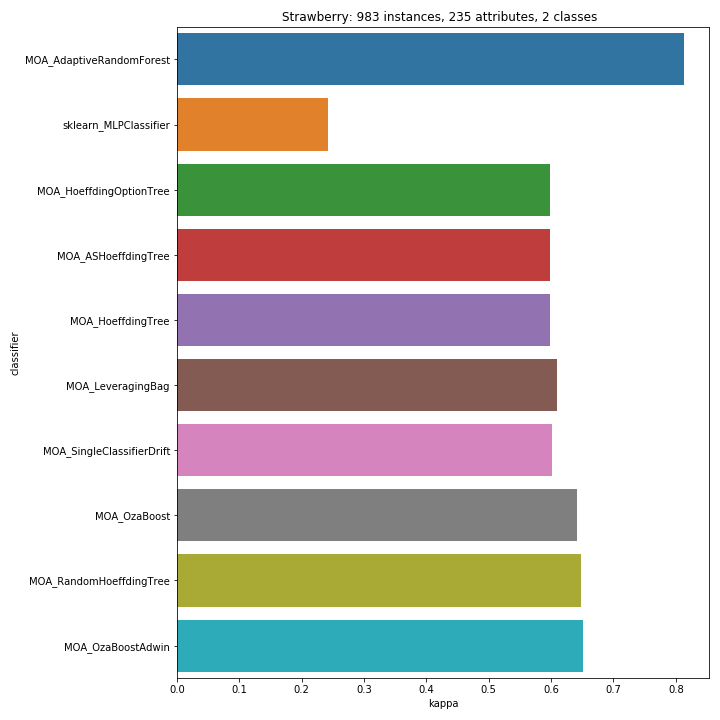 Strawberry: 983 instances, 235 attributes, 2 classes
MOA_AdaptiveRandomForest
sklearn_MLPClassifier
MOA_HoeffdingOptionTree
MOA_ASHoeffdingTree
MOA_HoeffdingTree
classifier
MOA_LeveragingBag
MOA_SingleClassifierDrift
MOA_OzaBoost
MOA_RandomHoeffdingTree
MOA_OzaBoostAdwin
0.0 0.1 0.2 0.3 0.4 0.5 0.6 0.7 0.8
kappa